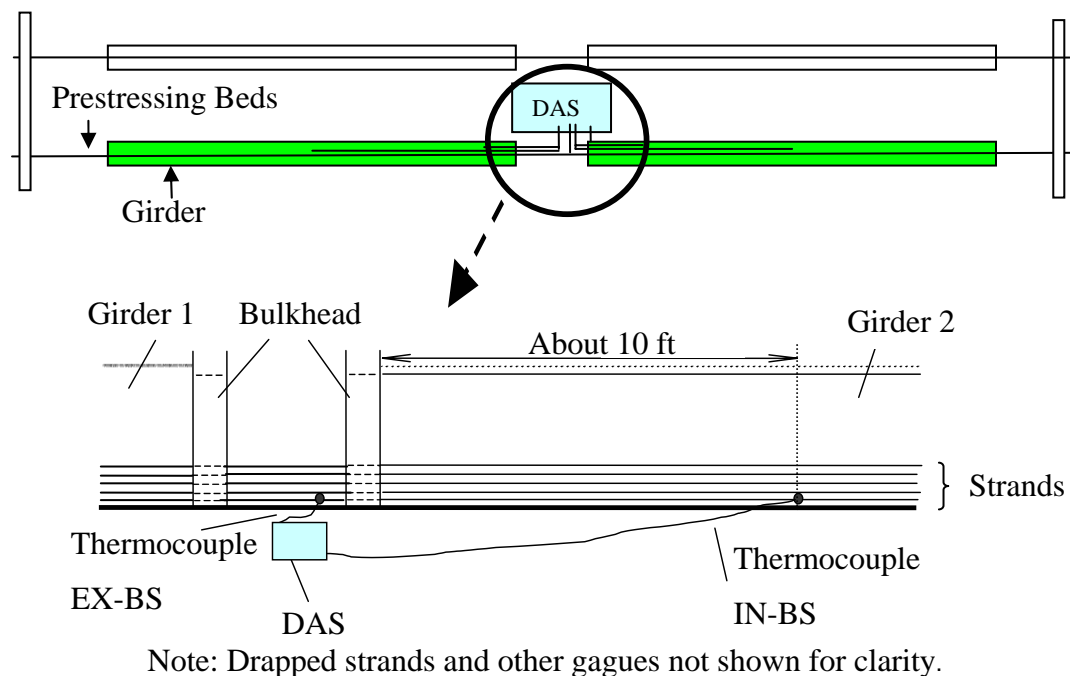 Prestressing Beds
DAS
Girder
Girder 1
Bulkhead
Girder 2
About 10 ft
Strands
Thermocouple
EX-BS
DAS
Thermocouple
IN-BS
Note: Drapped strands and other gagues not shown for clarity.